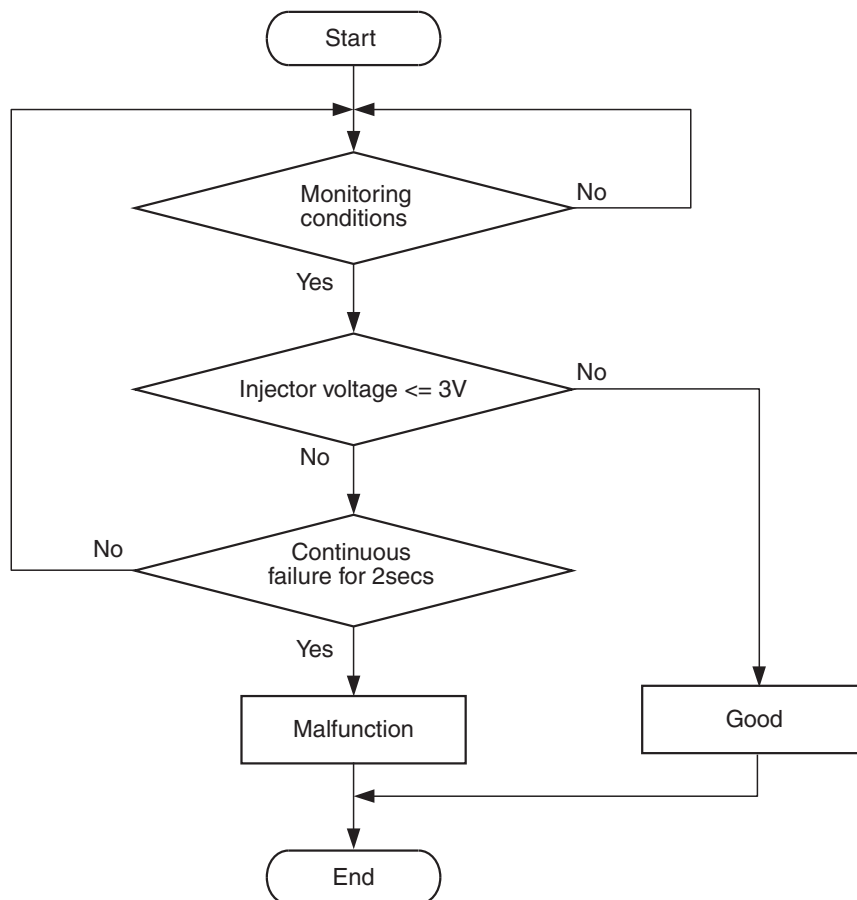 Start
Monitoring
conditions
No
Yes
Injector voltage <= 3V
No
No
Continuous
failure for 2secs
No
Yes
Malfunction
Good
End